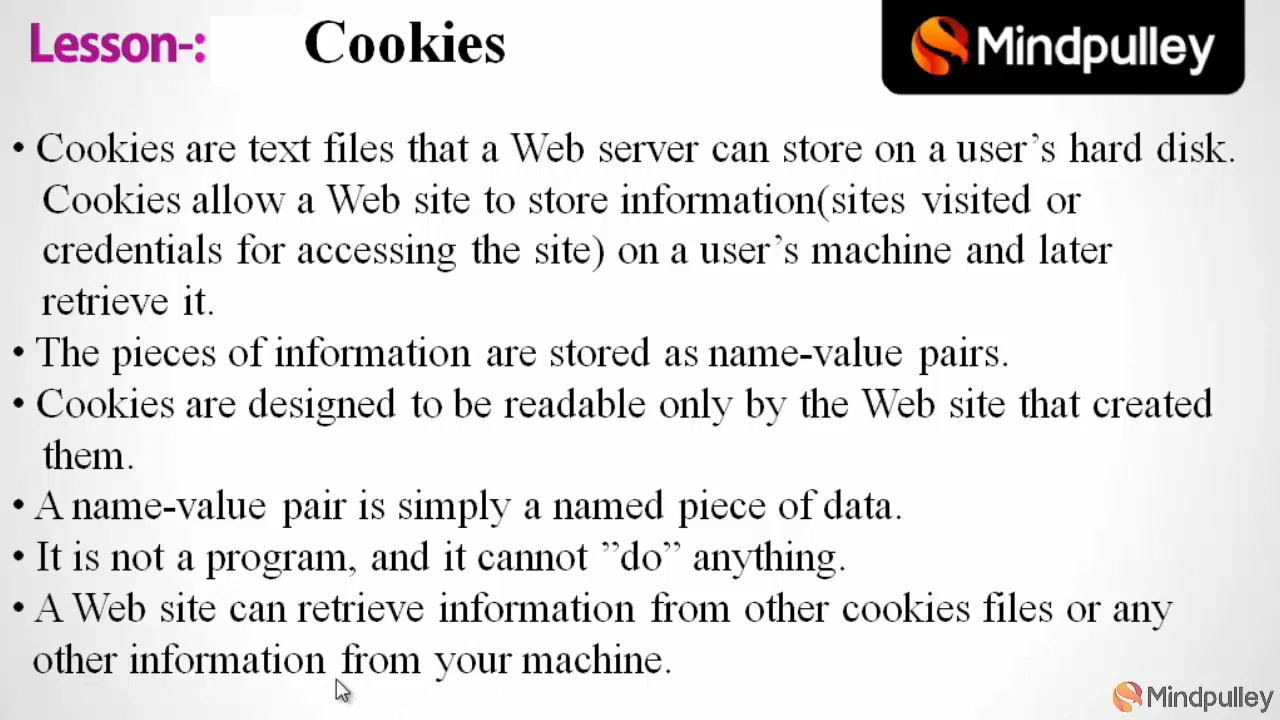 Lesson-: Cookies
Mindpulley
• Cookies are text files that a Web server can store on a user’s hard disk.
Cookies allow a Web site to store information(sites visited or
credentials for accessing the site) on a user’s machine and later
retrieve it.
• The pieces of information are stored as name-value pairs.
• Cookies are designed to be readable only by the Web site that created
them.
• A name-value pair is simply a named piece of data.
• It is not a program, and it cannot ”do” anything.
• A Web site can retrieve information from other cookies files or any
other information from your machine.
Mindpulley